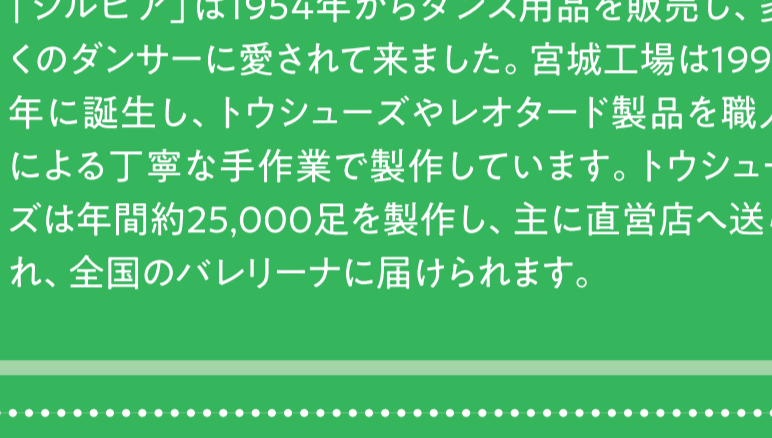 「シルビア」は1954年からダンス用品を販売し、多
くのダンサーに愛されて来ました。宮城工場は199
年に誕生し、トウシューズやレオタード製品を職人
による丁寧な手作業で製作しています。トウシュー
ズは年間約25,000足を製作し、主に直営店へ送ら
れ、全国のバレリーナに届けられます。